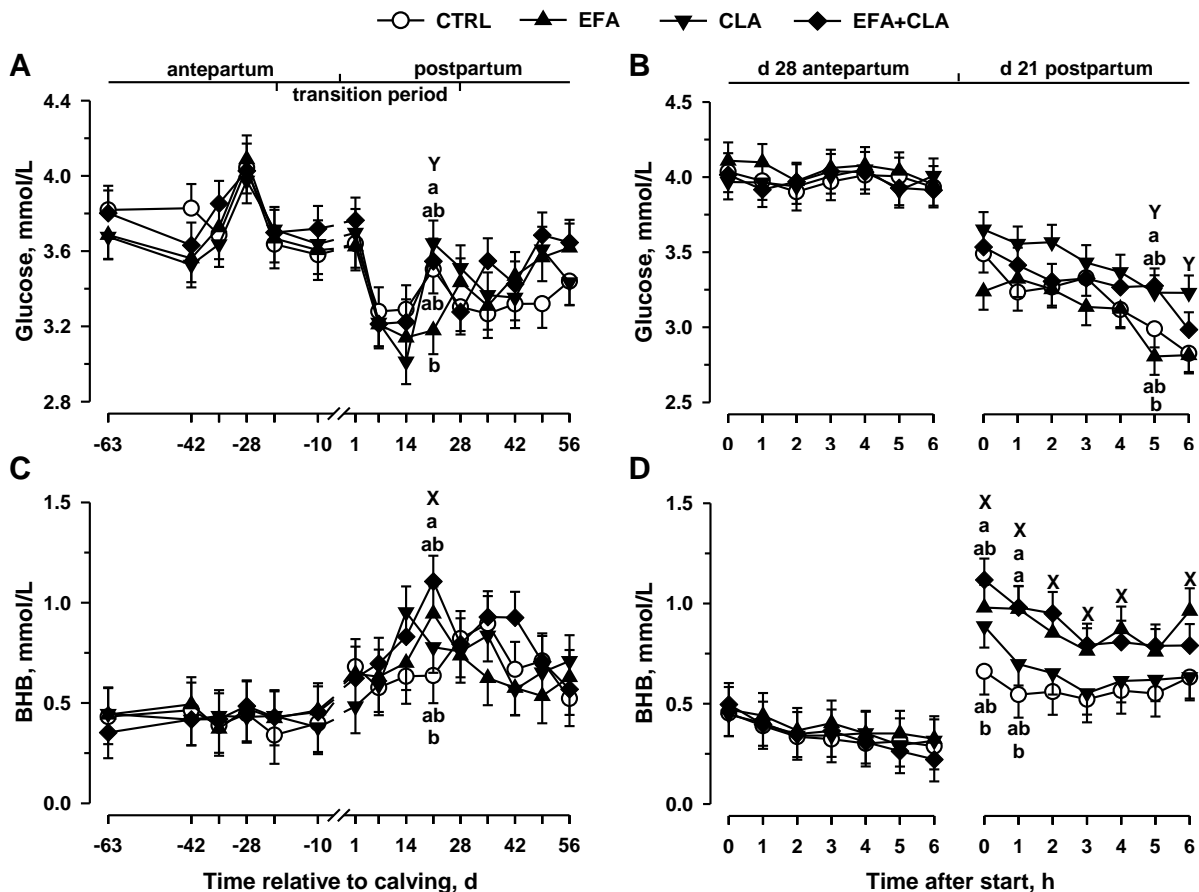 CTRL EFA CLA EFA+CLA
A
antepartum postpartum
transition period
Glucose, mmol/L
4.4
4.0
3.6
3.2
2.8
Y
a
ab
ab
b
-63 -42 -28 -10 1 14 28 42 56
B
d 28 antepartum d 21 postpartum
Glucose, mmol/L
4.5
4.0
3.5
3.0
2.5
Y
a
ab
Y
ab
b
0 1 2 3 4 5 6 0 1 2 3 4 5 6
C
BHB, mmol/L
1.5
1.0
0.5
0.0
X
a
ab
ab
b
-63 -42 -28 -10 1 14 28 42 56
Time relative to calving, d
D
BHB, mmol/L
1.5
1.0
0.5
0.0
X
a
ab
ab
b
X
a
a
ab
b
X
X
X
X
0 1 2 3 4 5 6 0 1 2 3 4 5 6
Time after start, h